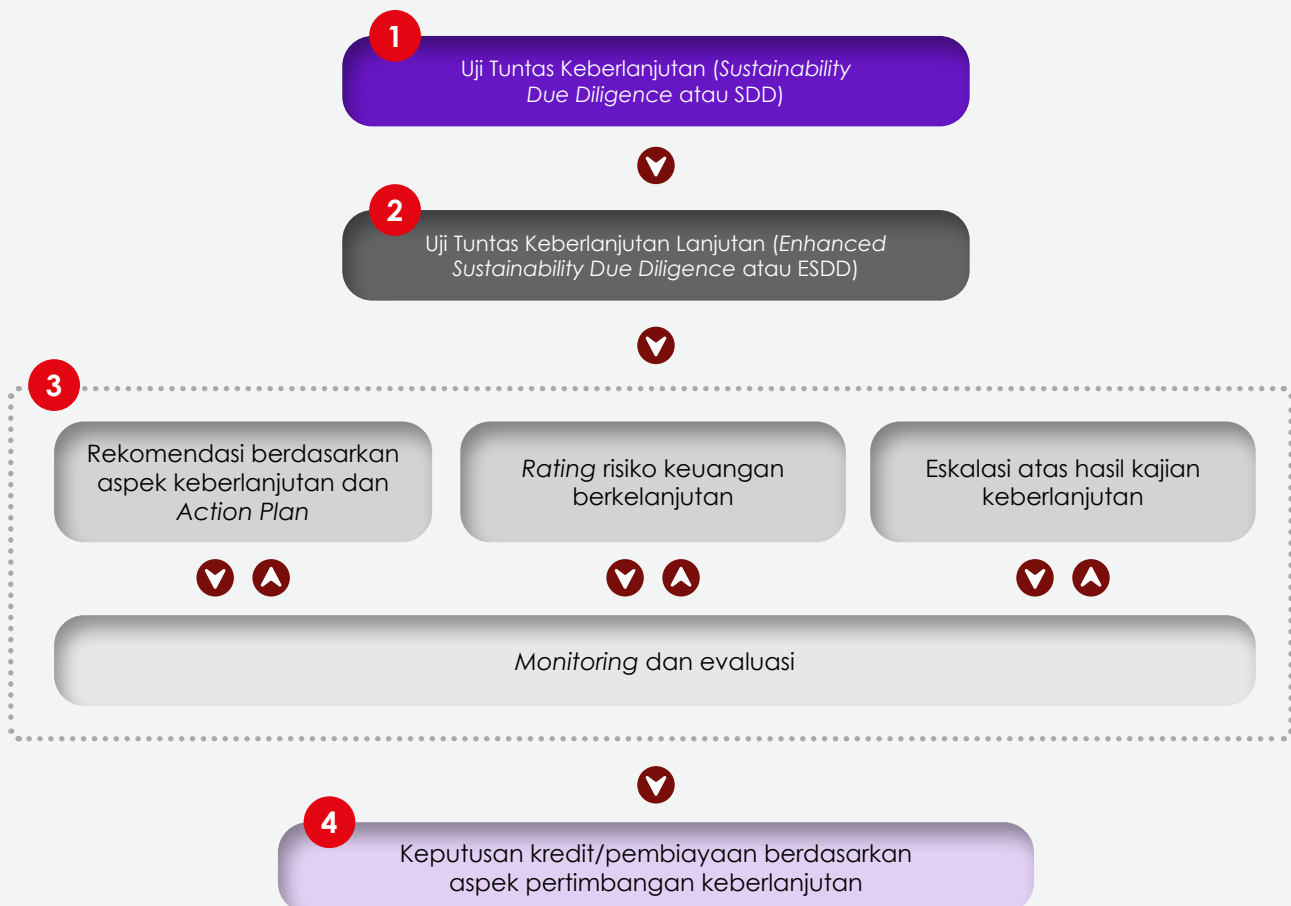 1
Uji Tuntas Keberlanjutan (Sustainability
Due Diligence atau SDD)
2
Uji Tuntas Keberlanjutan Lanjutan (Enhanced
Sustainability Due Diligence atau ESDD)
3
Rekomendasi berdasarkan
aspek keberlanjutan dan
Action Plan
Rating risiko keuangan
berkelanjutan
Eskalasi atas hasil kajian
keberlanjutan
Monitoring dan evaluasi
4
Keputusan kredit/pembiayaan berdasarkan
aspek pertimbangan keberlanjutan